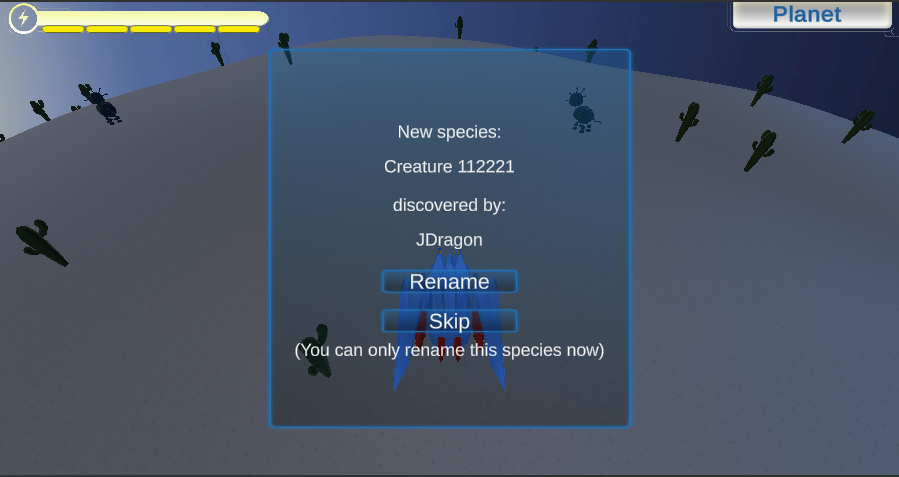 Planet
New species:
Creature 112221
discovered by:
JDragon
Rename
Skip
(You can only rename this species now)